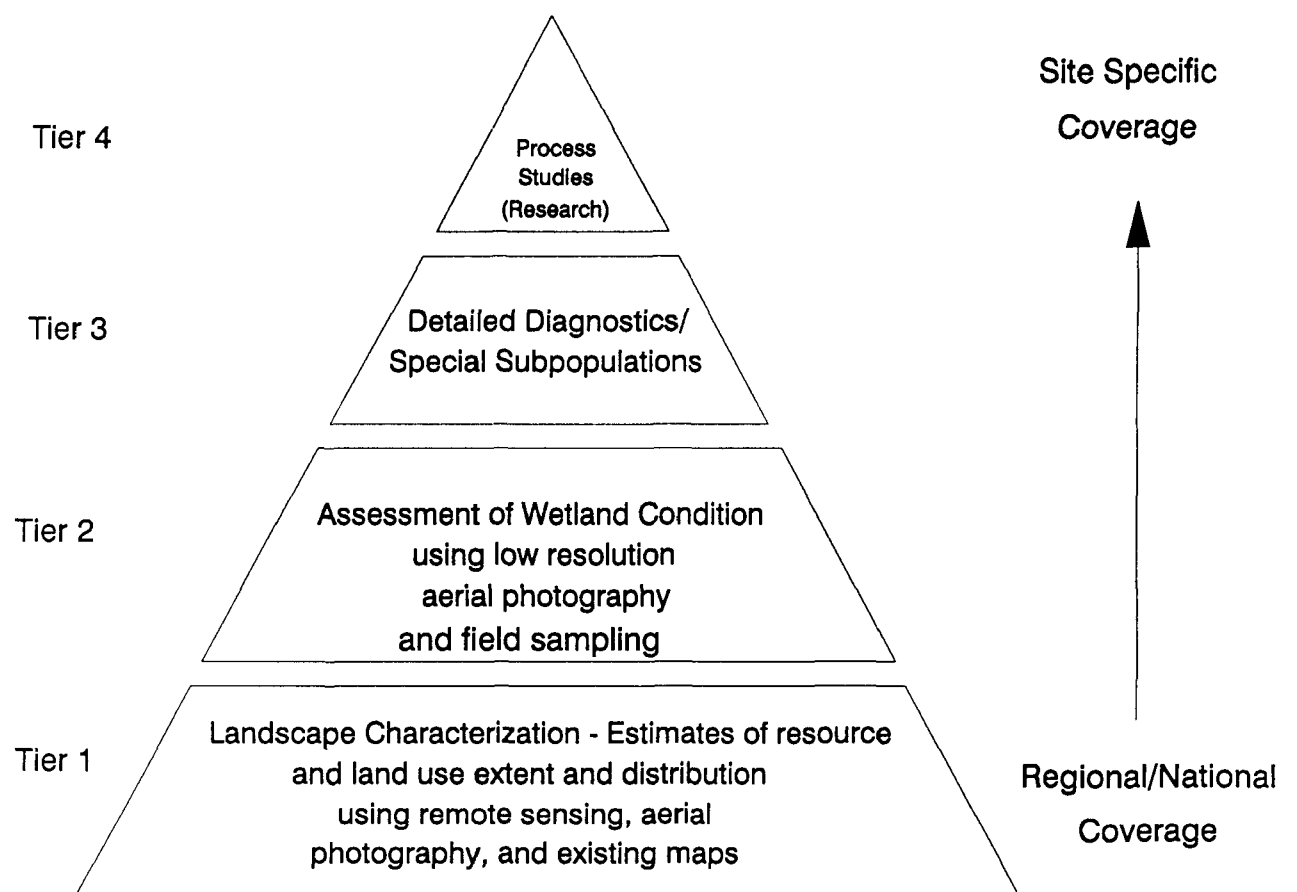 Tier 4
Process
Studies
(Research)
Site Specific
Coverage
Tier 3
Detailed Diagnostics/
Special Subpopulations
Tier 2
Assessment of Wetland Condition
using low resolution
aerial photography
and field sampling
Tier 1
Landscape Characterization - Estimates of resource
and land use extent and distribution
using remote sensing, aerial
photography, and existing maps
Regional/National
Coverage